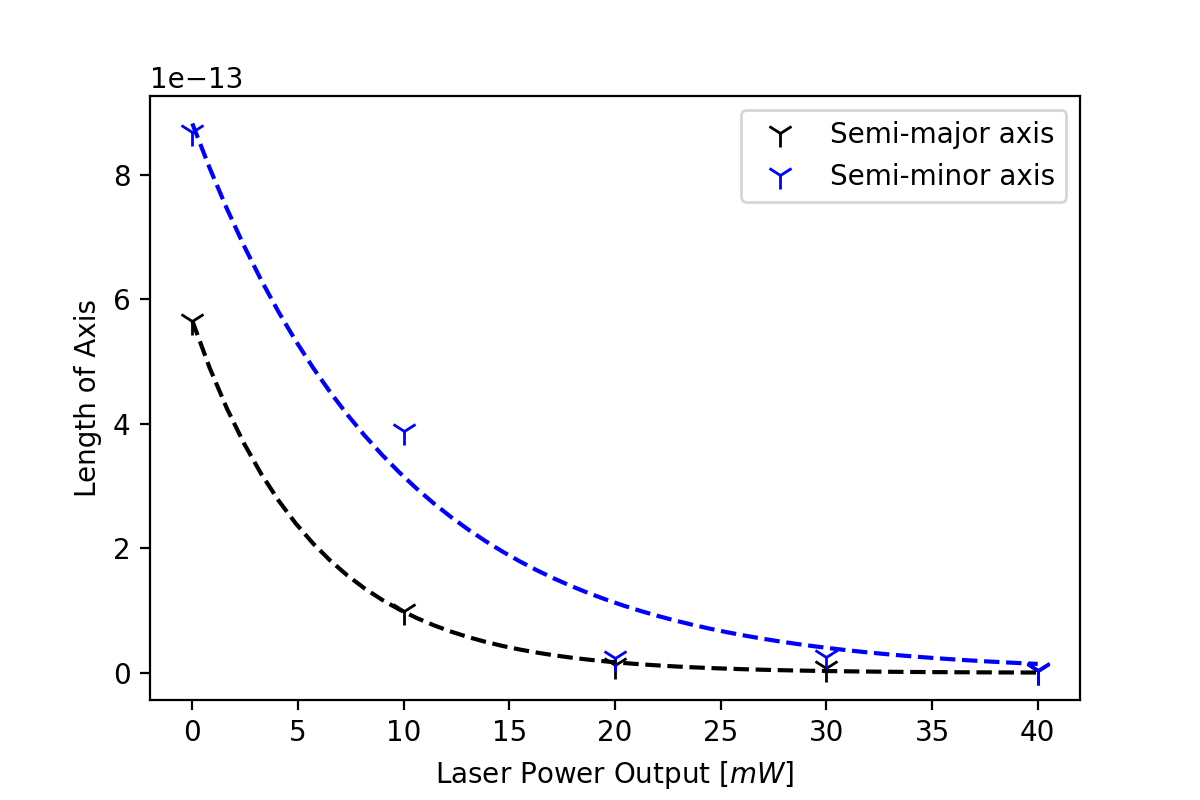 1e−13
Semi-major axis
Semi-minor axis
8
6
4
2
0
Length of Axis
0 5 10 15 20 25 30 35 40
Laser Power Output [mW]